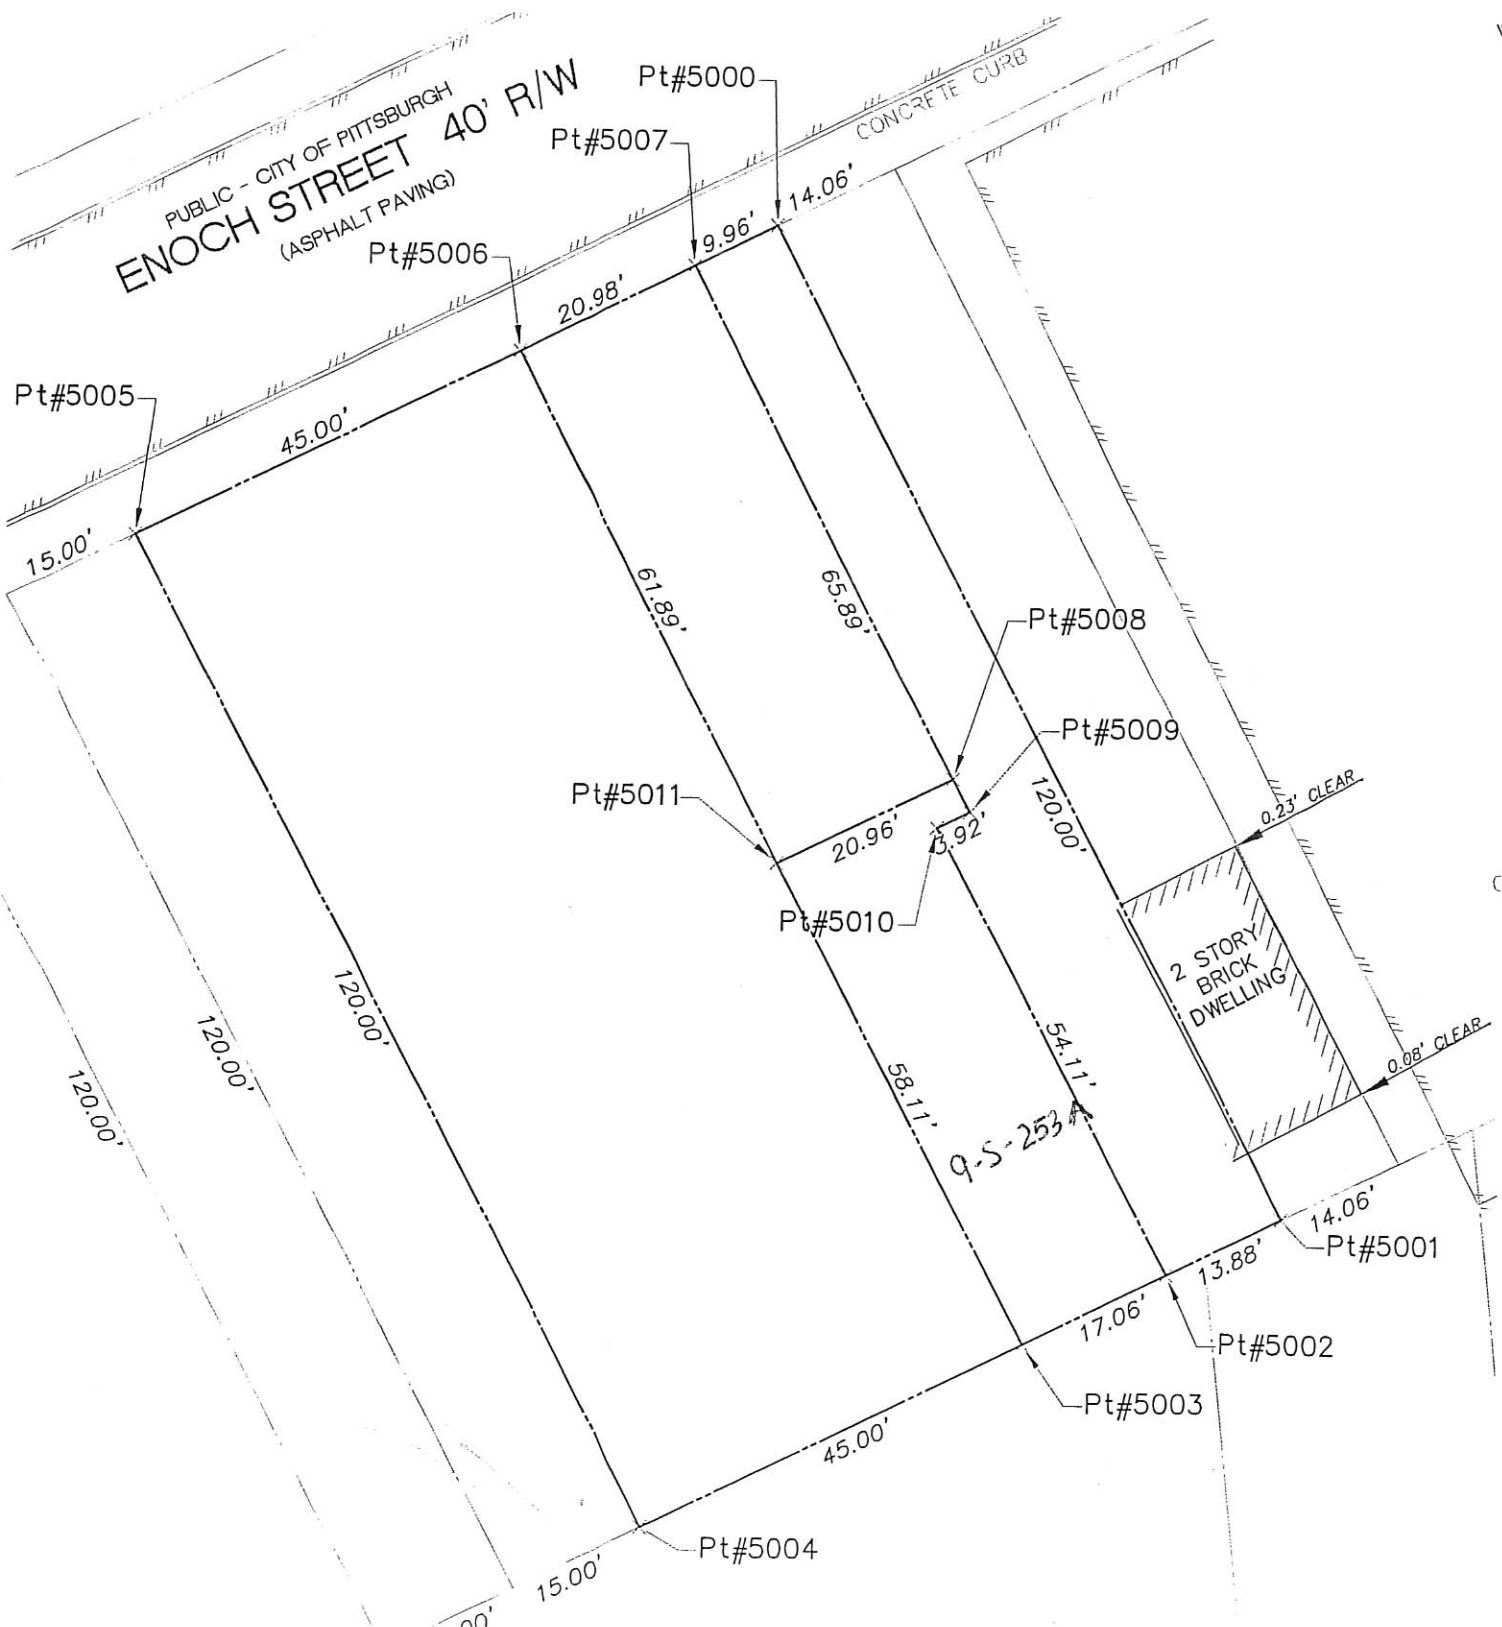 Pt#5000
CONCRETE CURB
PUBLIC - CITY OF PITTSBURGH
ENOCH STREET 40' R/W
(ASPHALT PAVING)
Pt#5007
14.06'
9.96'
Pt#5006
20.98'
Pt#5005
45.00'
15.00'
61.89'
65.89'
Pt#5008
Pt#5009
Pt#5011
20.96'
3.92'
120.00'
0.23' CLEAR
Pt#5010
2 STORY
BRICK
DWELLING
120.00'
120.00'
120.00'
58.11'
54.11'
0.08' CLEAR
9-S-253A
14.06'
Pt#5001
13.88'
17.06'
Pt#5002
Pt#5003
45.00'
Pt#5004
15.00'
00'